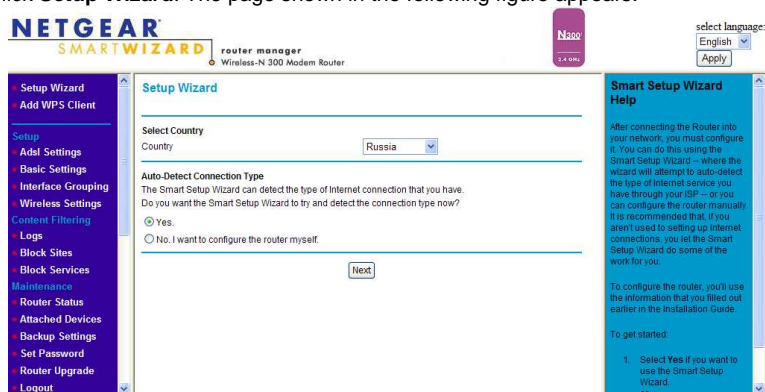 Setup Wizard. The page shown in the following figure appears.
NETGEAR
SMARTWIZARD
router manager
Wireless-N 300 Modem Router
N300
2.4 GHz
select language:
English
Apply
Setup Wizard
Add WPS Client
Setup
Adsl Settings
Basic Settings
Interface Grouping
Wireless Settings
Content Filtering
Logs
Block Sites
Block Services
Maintenance
Router Status
Attached Devices
Backup Settings
Set Password
Router Upgrade
Logout
Setup Wizard
Select Country
Country Russia
Auto-Detect Connection Type
The Smart Setup Wizard can detect the type of Internet connection that you have.
Do you want the Smart Setup Wizard to try and detect the connection type now?
Yes.
No. I want to configure the router myself.
Next
Smart Setup Wizard
Help
After connecting the Router into
your network, you must configure
it. You can do this using the
Smart Setup Wizard -- where the
wizard will attempt to auto-detect
the type of Internet service you
have through your ISP -- or you
can configure the router manually.
It is recommended that, if you
aren't used to setting up Internet
connections, you let the Smart
Setup Wizard do some of the
work for you.
To configure the router, you'll use
the information that you filled out
earlier in the Installation Guide.
To get started:
1. Select Yes if you want to
use the Smart Setup
Wizard.